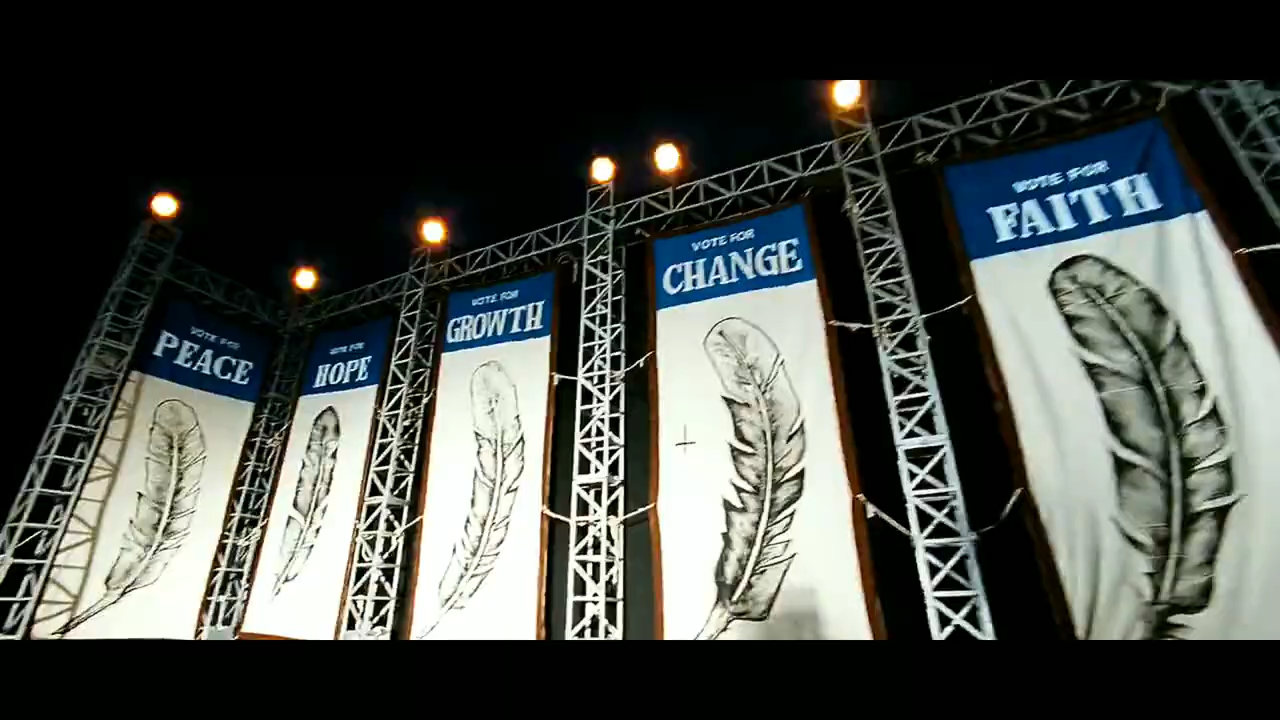 VOTE FOR
PEACE
VOTE FOR
HOPE
VOTE FOR
GROWTH
VOTE FOR
CHANGE
VOTE FOR
FAITH